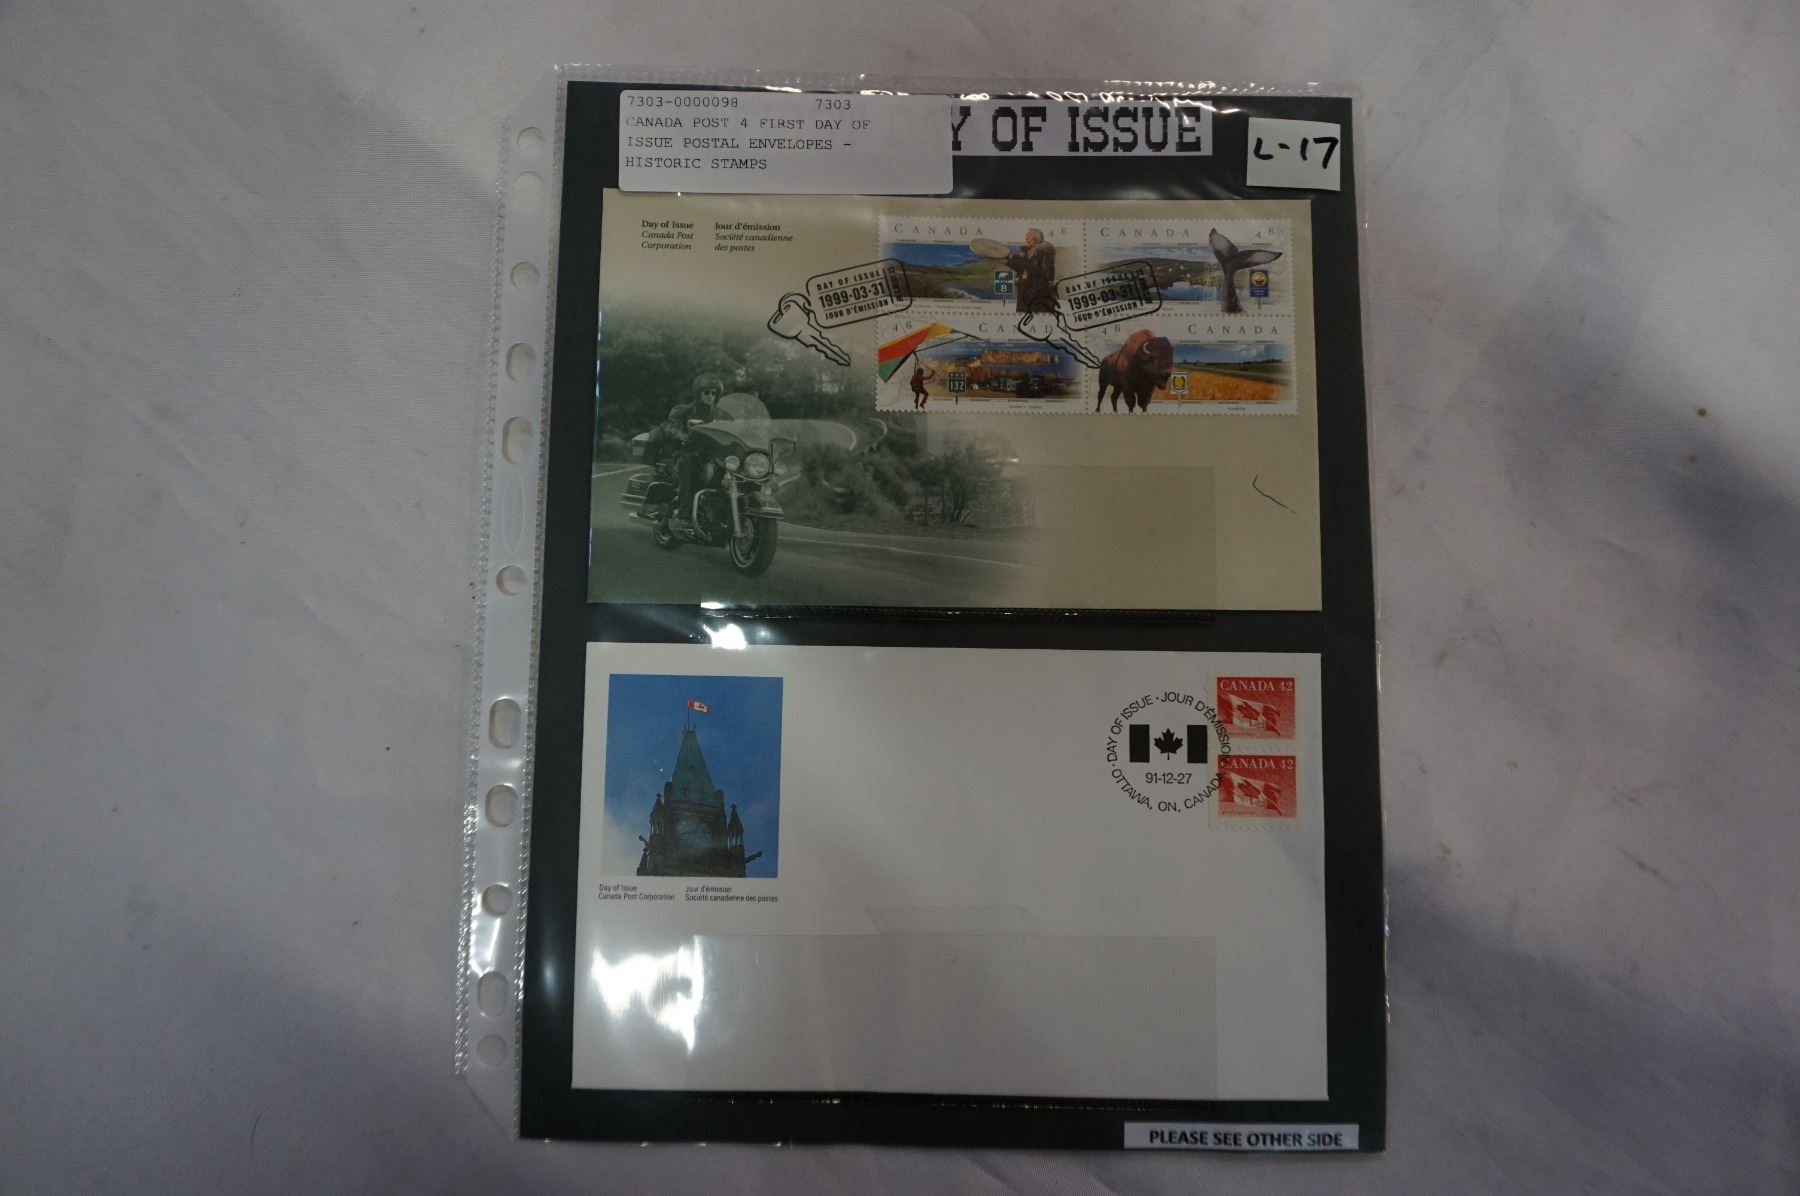 7303-0000098 7303
CANADA POST 4 FIRST DAY OF
ISSUE POSTAL ENVELOPES -
HISTORIC STAMPS
Y OF ISSUE
L-17
Day of Issue
Canada Post
Corporation
Jour d'émission
Société canadienne
des postes
CANADA 46
CANADA 46
DAY OF ISSUE
1999-03-31
JOUR D'ÉMISSION
DAY OF ISSUE
1999-03-31
JOUR D'ÉMISSION
8
46 CANADA
46 CANADA
132
CANADA 42
CANADA 42
DAY OF ISSUE · JOUR D'ÉMISSION
91-12-27
OTTAWA, ON, CANADA
Day of Issue
Canada Post Corporation
Jour d'émission
Société canadienne des postes
PLEASE SEE OTHER SIDE